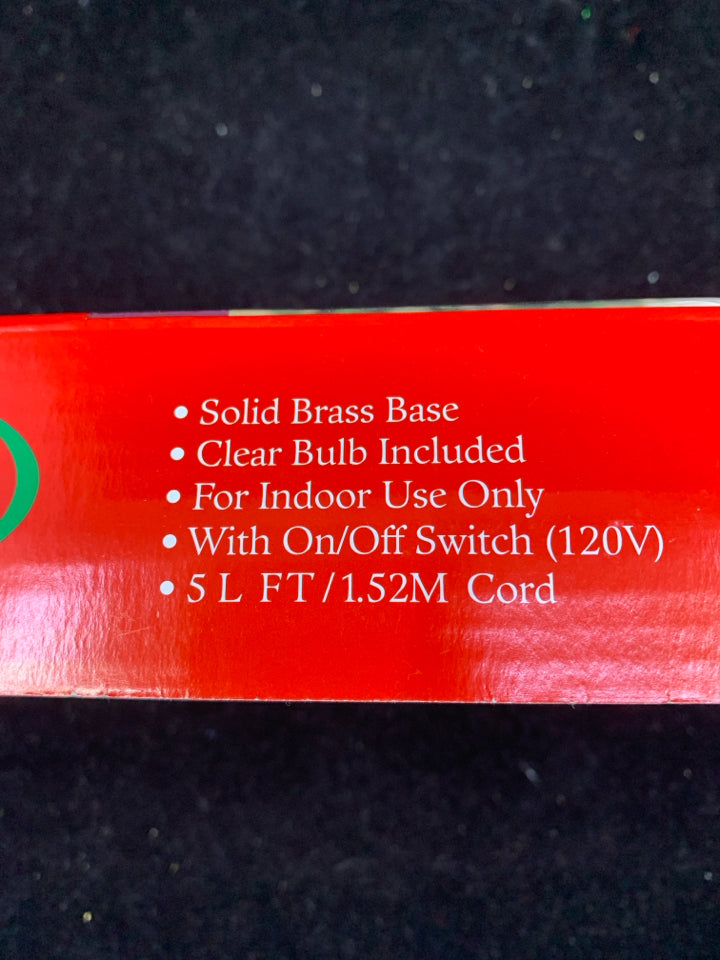 • Solid Brass Base
• Clear Bulb Included
• For Indoor Use Only
• With On/Off Switch (120V)
• 5 L FT/1.52M Cord